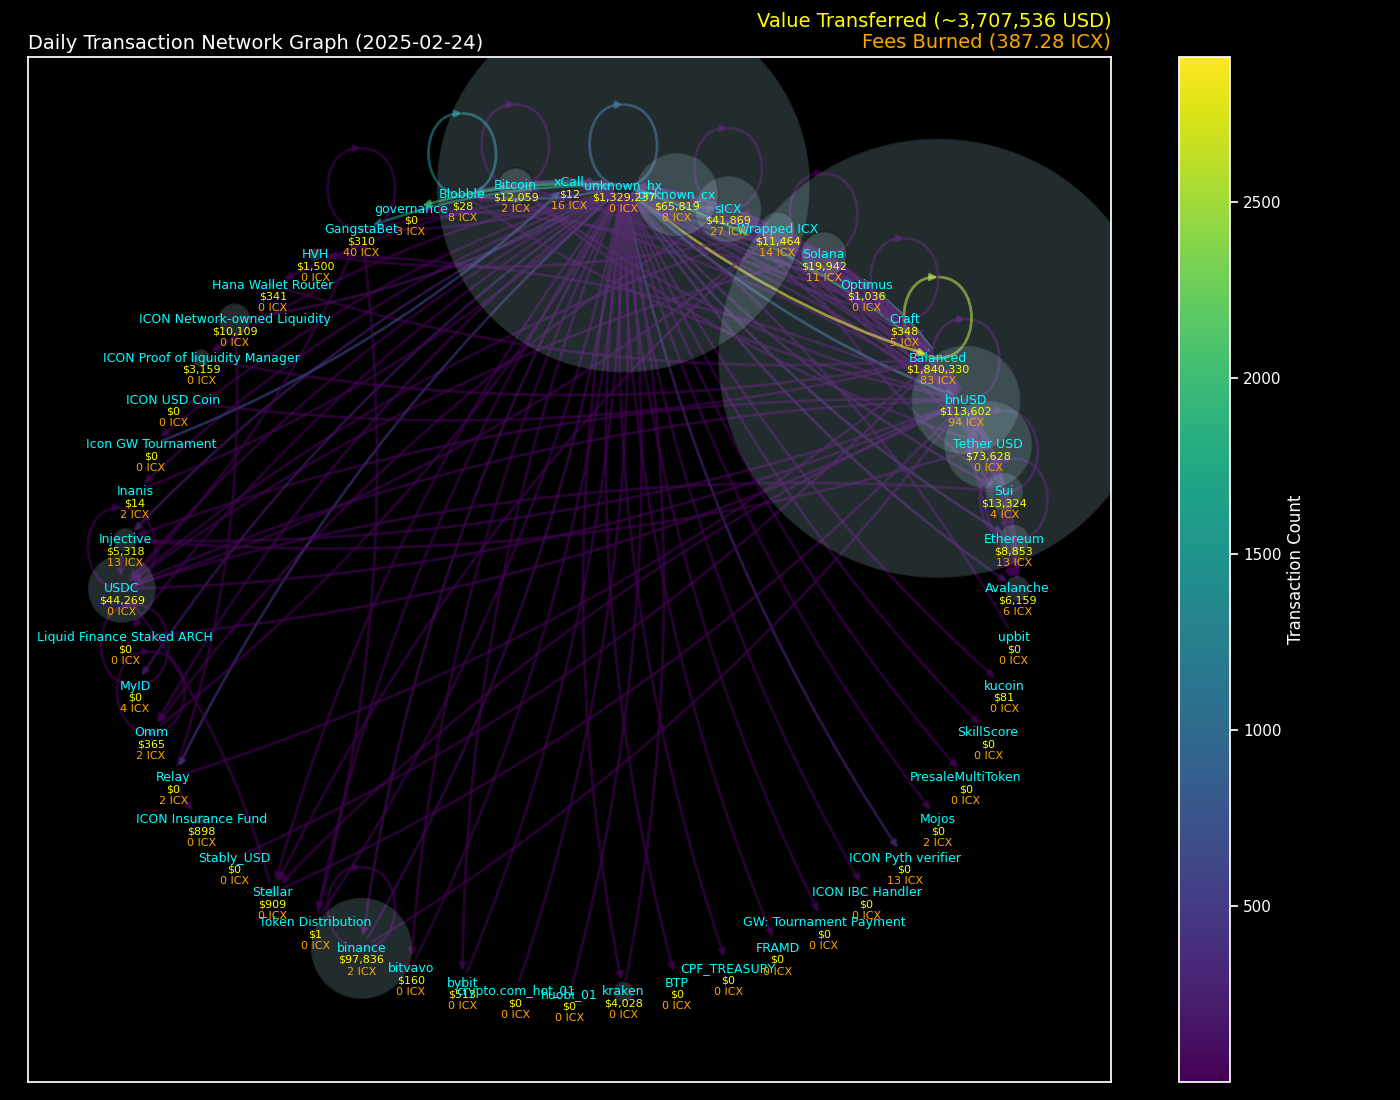 Value Transferred (~3,707,536 USD)
Daily Transaction Network Graph (2025-02-24)
Fees Burned (387.28 ICX)
xCall
$12
16 ICX
unknown_hx
$1,329,237
0 ICX
unknown_cx
$65,819
8 ICX
Bitcoin
$12,059
2 ICX
Blobble
$28
8 ICX
sICX
$41,869
27 ICX
governance
$0
3 ICX
Wrapped ICX
$11,464
14 ICX
GangstaBet
$310
40 ICX
Solana
$19,942
11 ICX
HVH
$1,500
0 ICX
Optimus
$1,036
0 ICX
Hana Wallet Router
$341
0 ICX
Craft
$348
5 ICX
ICON Network-owned Liquidity
$10,109
0 ICX
Balanced
$1,840,330
83 ICX
ICON Proof of liquidity Manager
$3,159
0 ICX
bnUSD
$113,602
94 ICX
ICON USD Coin
$0
0 ICX
Tether USD
$73,628
0 ICX
Icon GW Tournament
$0
0 ICX
Sui
$13,324
4 ICX
Inanis
$14
2 ICX
Ethereum
$8,853
13 ICX
Injective
$5,318
13 ICX
Avalanche
$6,159
6 ICX
USDC
$44,269
0 ICX
upbit
$0
0 ICX
Liquid Finance Staked ARCH
$0
0 ICX
kucoin
$81
0 ICX
MyID
$0
4 ICX
SkillScore
$0
0 ICX
Omm
$365
2 ICX
PresaleMultiToken
$0
0 ICX
Relay
$0
2 ICX
Mojos
$0
2 ICX
ICON Insurance Fund
$898
0 ICX
ICON Pyth verifier
$0
13 ICX
Stably_USD
$0
0 ICX
ICON IBC Handler
$0
0 ICX
Stellar
$909
0 ICX
GW: Tournament Payment
$0
0 ICX
Token Distribution
$1
0 ICX
FRAMD
$0
0 ICX
binance
$97,836
2 ICX
CPF_TREASURY
$0
0 ICX
bitvavo
$160
0 ICX
BTP
$0
0 ICX
bybit
$513
0 ICX
crypto.com_hot_01
$0
0 ICX
huobi_01
$0
0 ICX
kraken
$4,028
0 ICX
2500
2000
1500
1000
500
Transaction Count